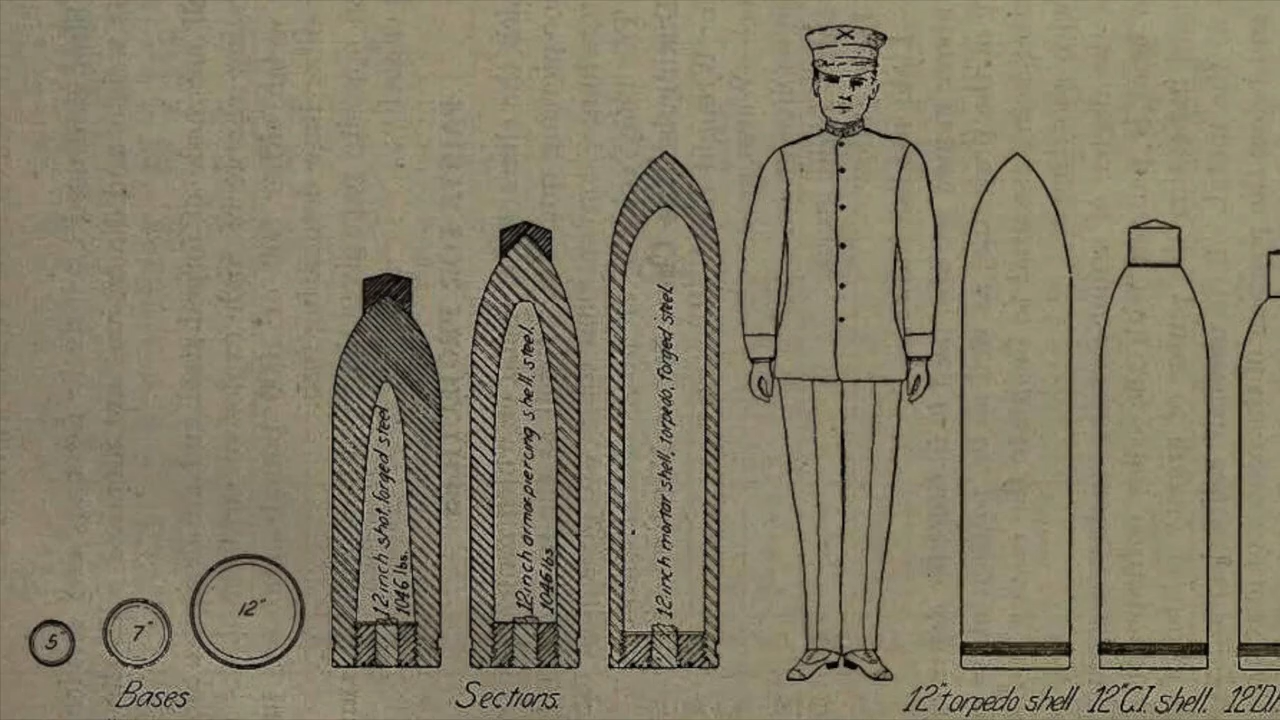 5"
7"
12"
12 inch shot, forged steel
1046 lbs.
12 inch armor piercing shell, steel.
1046 lbs
12 inch mortar shell, torpedo, forged steel.
Bases
Sections.
12" torpedo shell
12" C.I. shell.